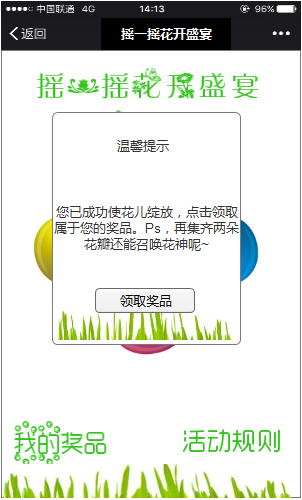 中国联通 4G 14:13 96%
返回 摇一摇花开盛宴
摇一摇花开盛宴
温馨提示
您已成功使花儿绽放，点击领取
属于您的奖品。Ps，再集齐两朵
花瓣还能召唤花神呢~
领取奖品
我的奖品 活动规则